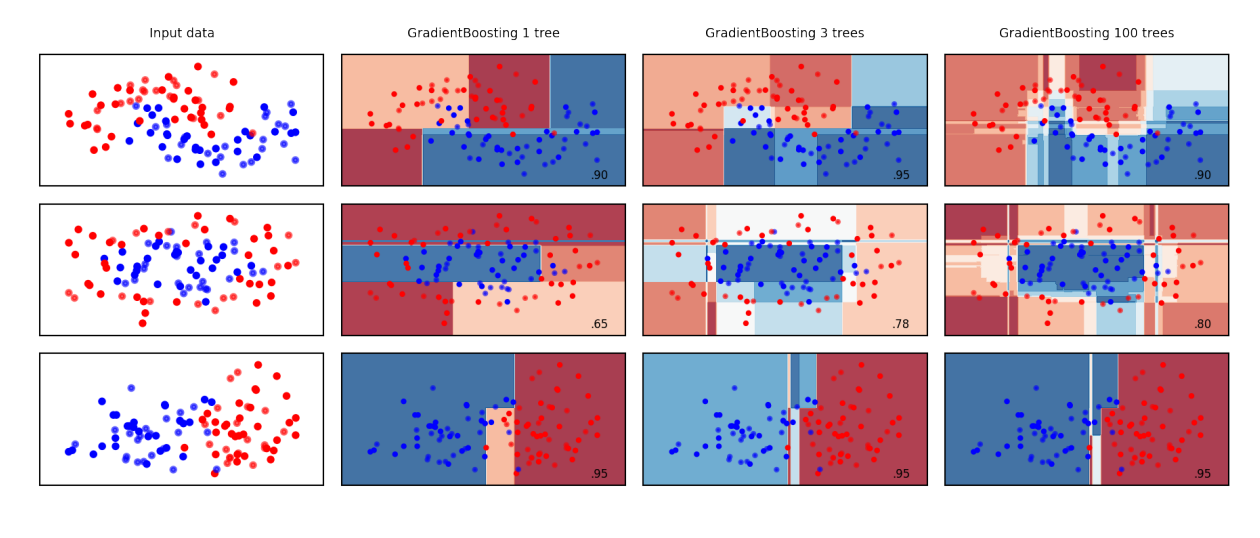 Input data
GradientBoosting 1 tree
GradientBoosting 3 trees
GradientBoosting 100 trees
.90
.95
.90
.65
.78
.80
.95
.95
.95